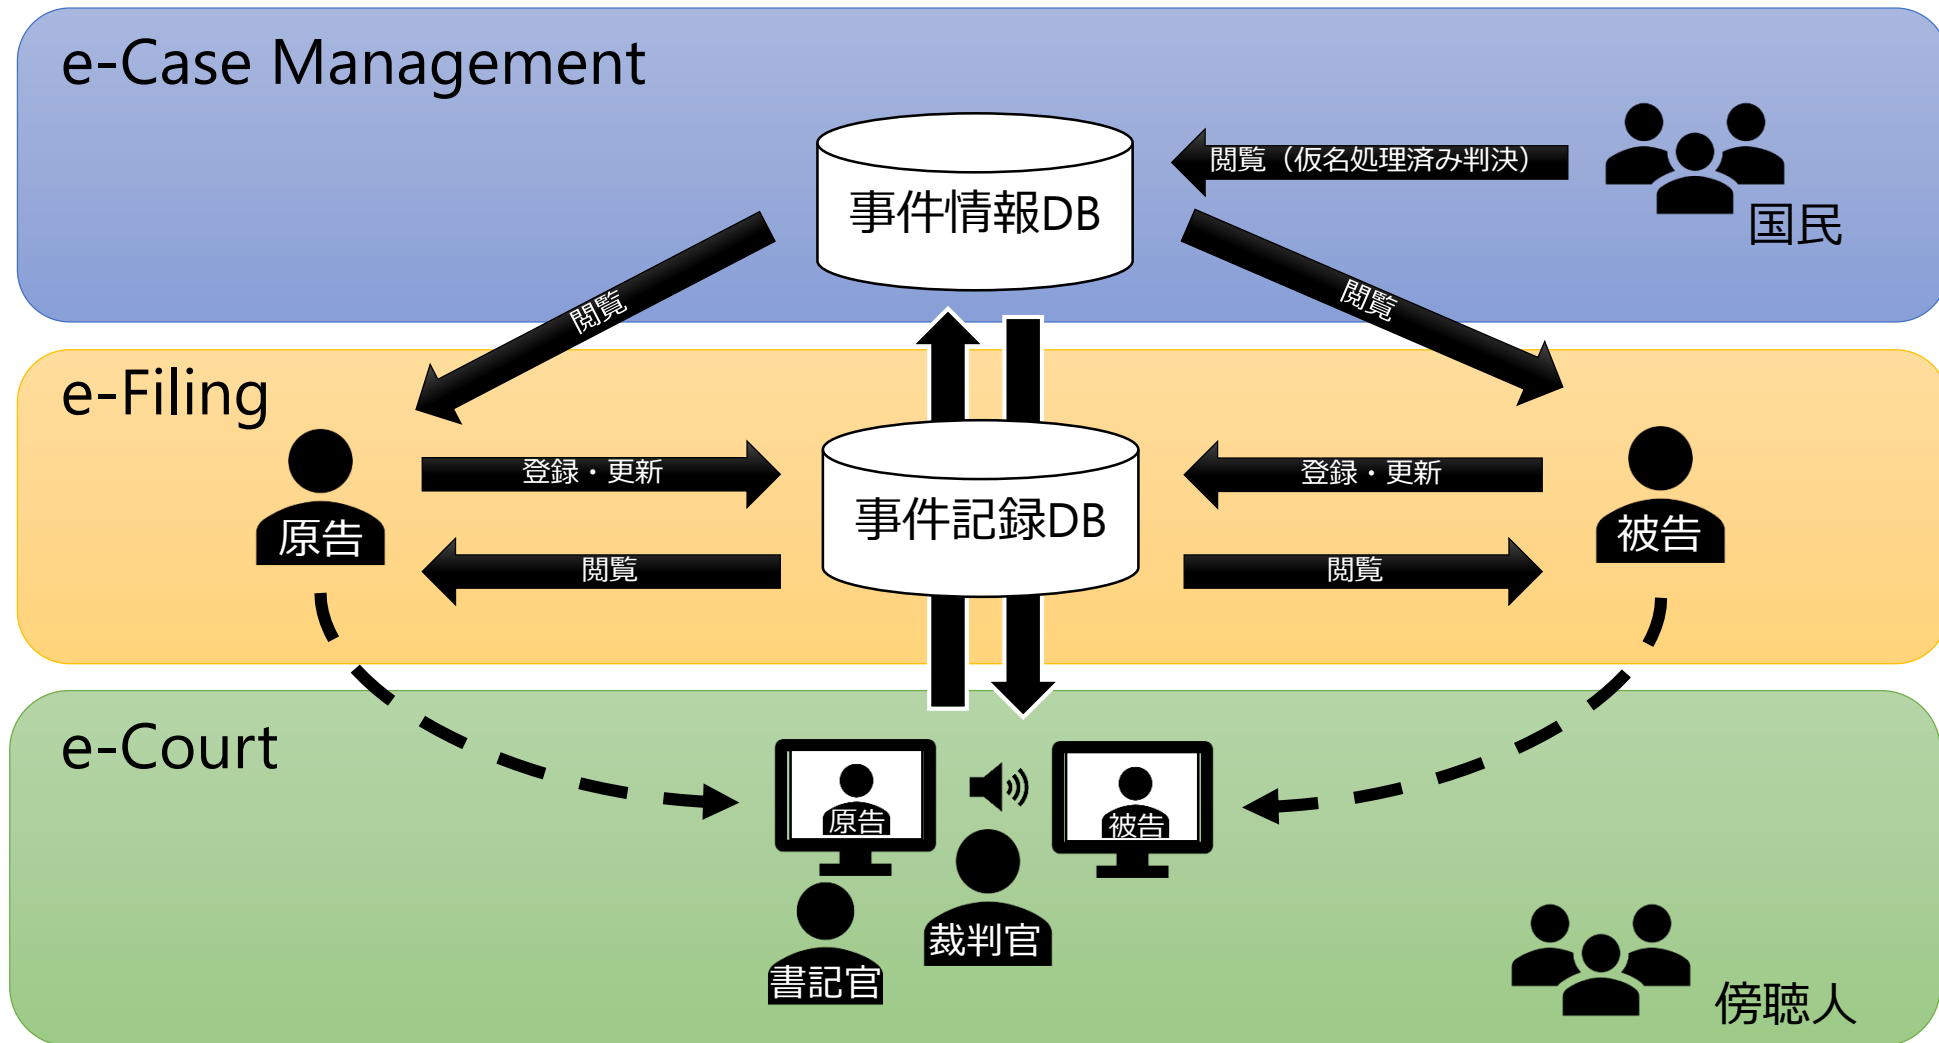 e-Case Management
事件情報DB
閲覧（仮名処理済み判決）
国民
閲覧
閲覧
e-Filing
原告
登録・更新
閲覧
事件記録DB
登録・更新
閲覧
被告
e-Court
原告
被告
裁判官
書記官
傍聴人